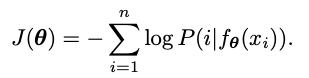 J(θ) = − ∑_{i=1}^{n} log P(i|f_θ(x_i)).